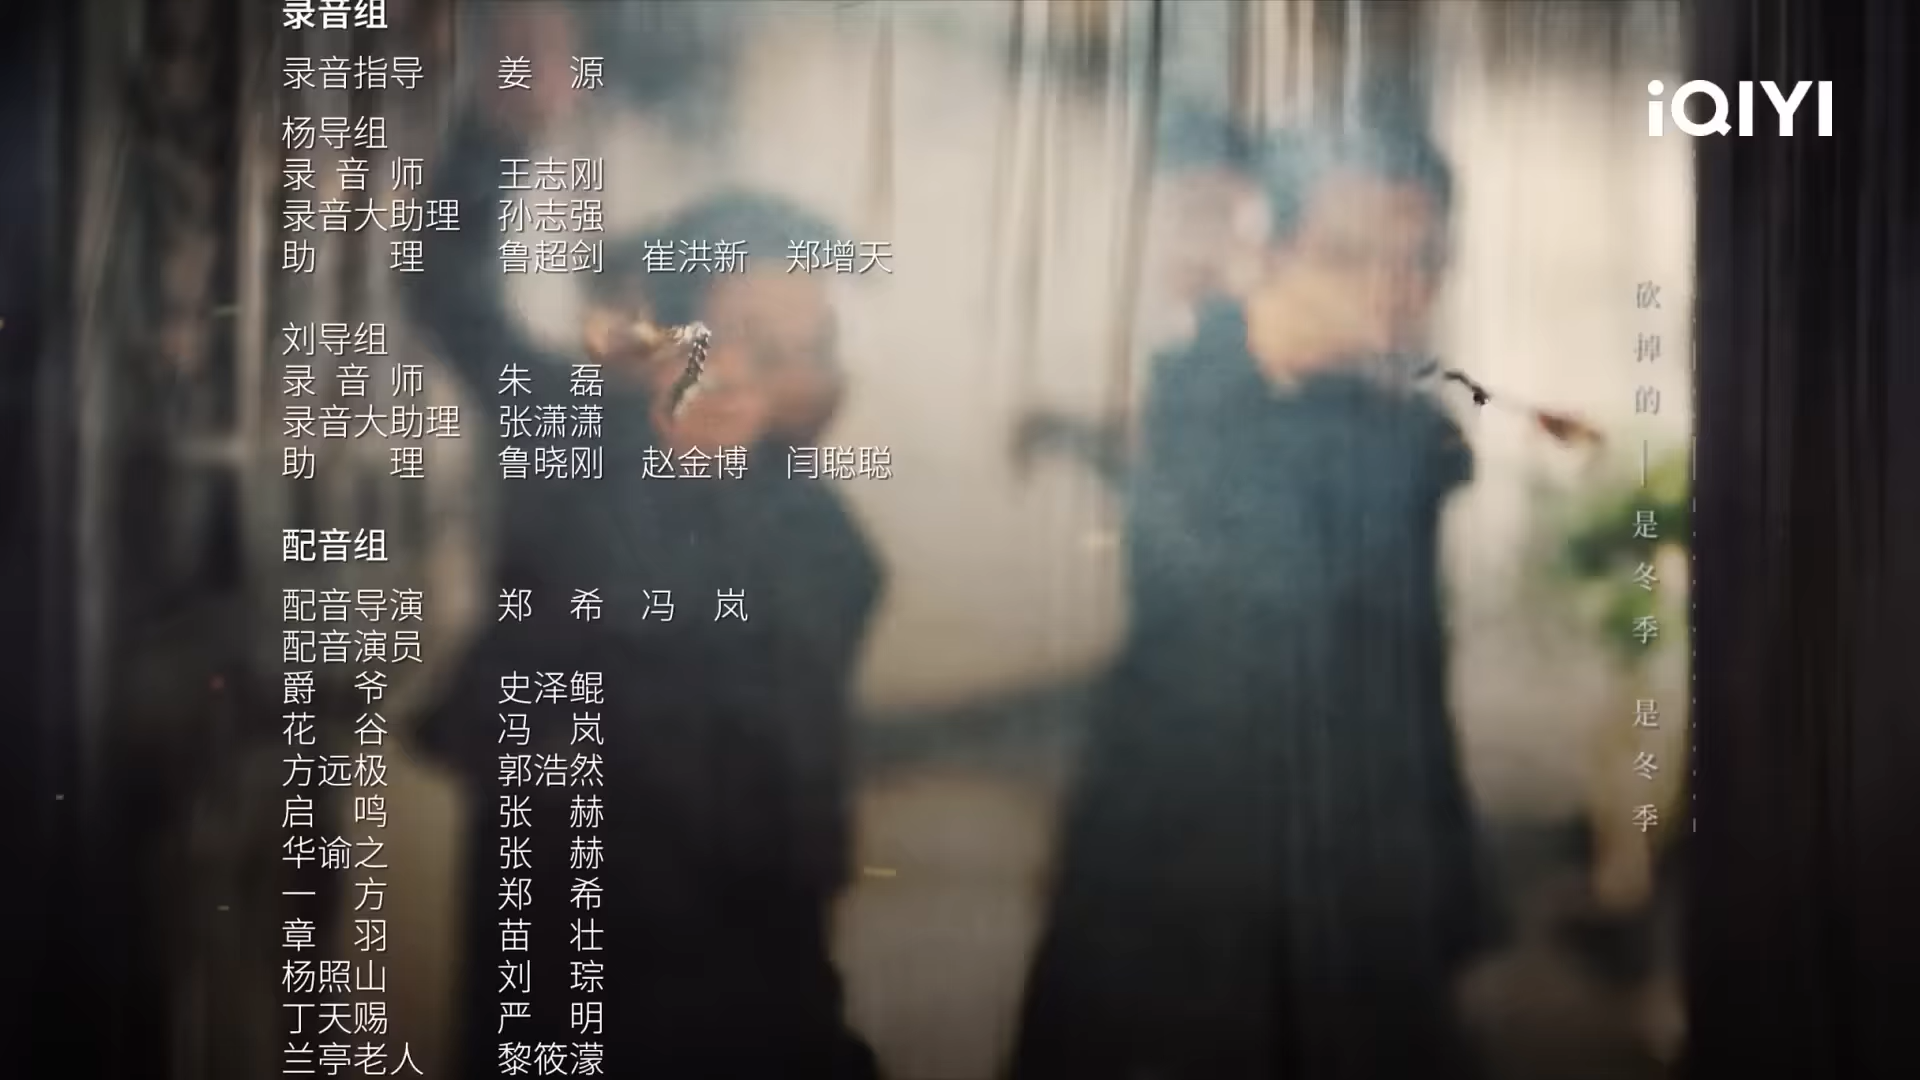 录音组
录音指导 姜源
杨导组
录音师 王志刚
录音大助理 孙志强
助理 鲁超剑 崔洪新 郑增天
刘导组
录音师 朱磊
录音大助理 张潇潇
助理 鲁晓刚 赵金博 闫聪聪
配音组
配音导演 郑希 冯岚
配音演员
爵爷 史泽鲲
花谷 冯岚
方远极 郭浩然
启鸣 张赫
华谕之 张赫
一方 郑希
章羽 苗壮
杨照山 刘琮
丁天赐 严明
兰亭老人 黎筱濛
iQIYI
砍掉的—是冬季 是冬季